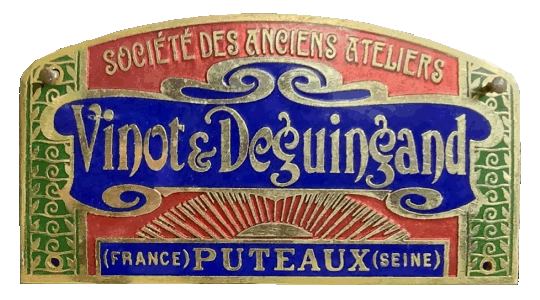 SOCIÉTÉ DES ANCIENS ATELIERS
Vinot & Deguingand
(FRANCE) PUTEAUX (SEINE)